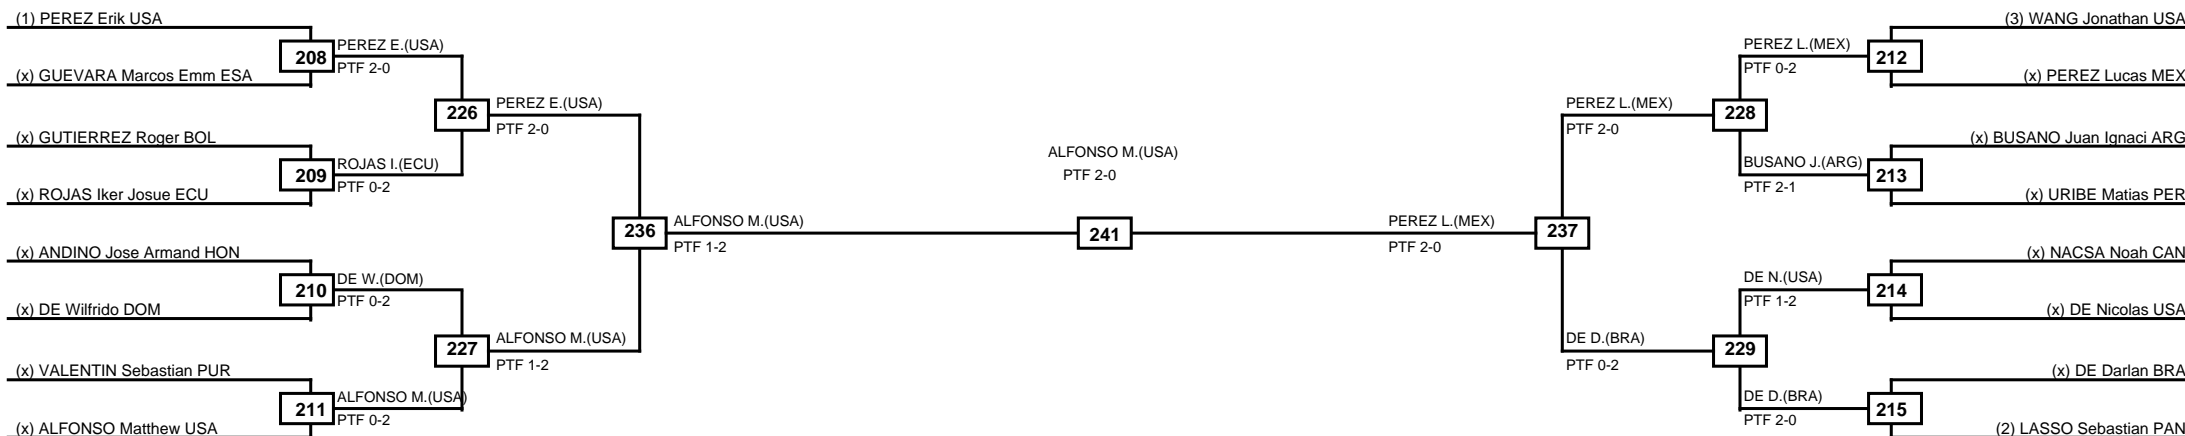 (1) PEREZ Erik USA
(x) GUEVARA Marcos Emm ESA
(x) GUTIERREZ Roger BOL
(x) ROJAS Iker Josue ECU
(x) ANDINO Jose Armand HON
(x) DE Wilfrido DOM
(x) VALENTIN Sebastian PUR
(x) ALFONSO Matthew USA
208
PEREZ E.(USA)
PTF 2-0
209
ROJAS I.(ECU)
PTF 0-2
210
DE W.(DOM)
PTF 0-2
211
ALFONSO M.(USA)
PTF 0-2
226
PEREZ E.(USA)
PTF 2-0
227
ALFONSO M.(USA)
PTF 1-2
236
ALFONSO M.(USA)
PTF 1-2
ALFONSO M.(USA)
PTF 2-0
241
PEREZ L.(MEX)
PTF 2-0
237
PEREZ L.(MEX)
PTF 2-0
228
DE D.(BRA)
PTF 0-2
229
PEREZ L.(MEX)
PTF 0-2
212
BUSANO J.(ARG)
PTF 2-1
213
DE N.(USA)
PTF 1-2
214
DE D.(BRA)
PTF 2-0
215
(3) WANG Jonathan USA
(x) PEREZ Lucas MEX
(x) BUSANO Juan Ignaci ARG
(x) URIBE Matias PER
(x) NACSA Noah CAN
(x) DE Nicolas USA
(x) DE Darlan BRA
(2) LASSO Sebastian PAN